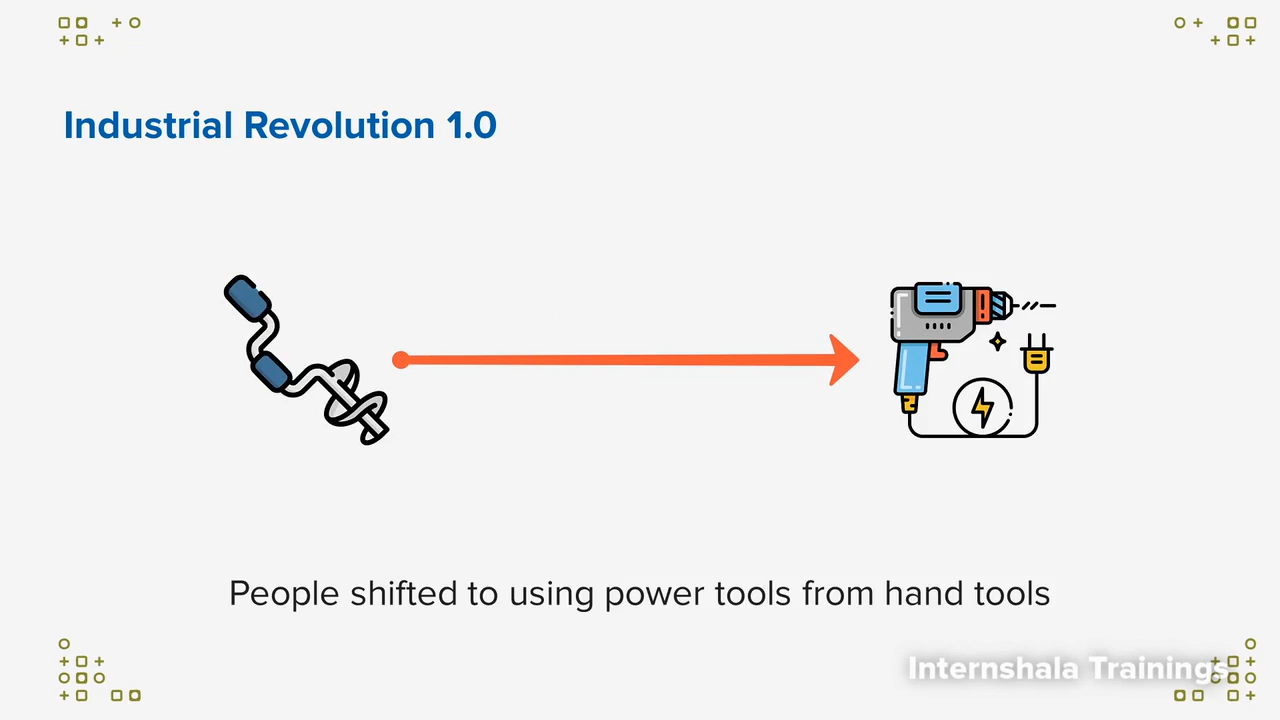 Industrial Revolution 1.0
People shifted to using power tools from hand tools
Internshala Trainings